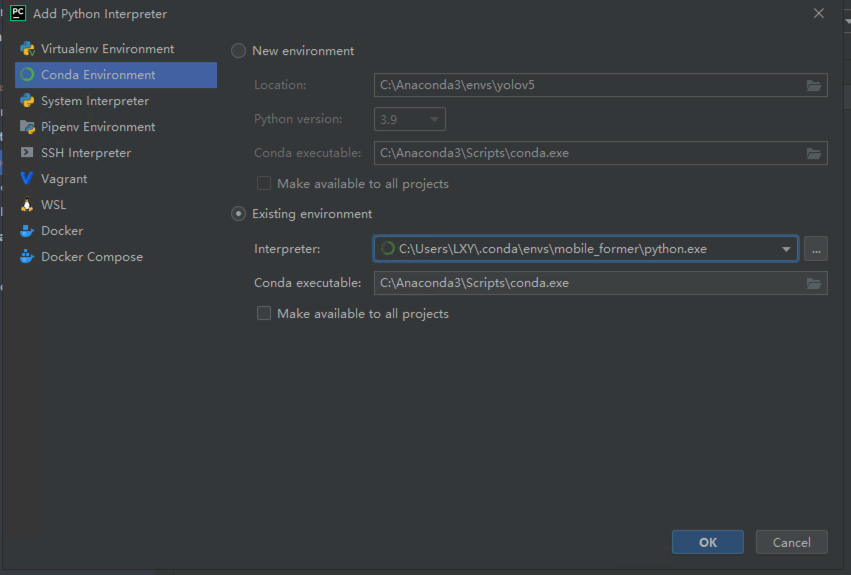 PC Add Python Interpreter
Virtualenv Environment
Conda Environment
System Interpreter
Pipenv Environment
SSH Interpreter
Vagrant
WSL
Docker
Docker Compose
New environment
Location: C:\Anaconda3\envs\yolov5
Python version: 3.9
Conda executable: C:\Anaconda3\Scripts\conda.exe
Make available to all projects
Existing environment
Interpreter: C:\Users\LXY\.conda\envs\mobile_former\python.exe ...
Conda executable: C:\Anaconda3\Scripts\conda.exe
Make available to all projects
OK Cancel